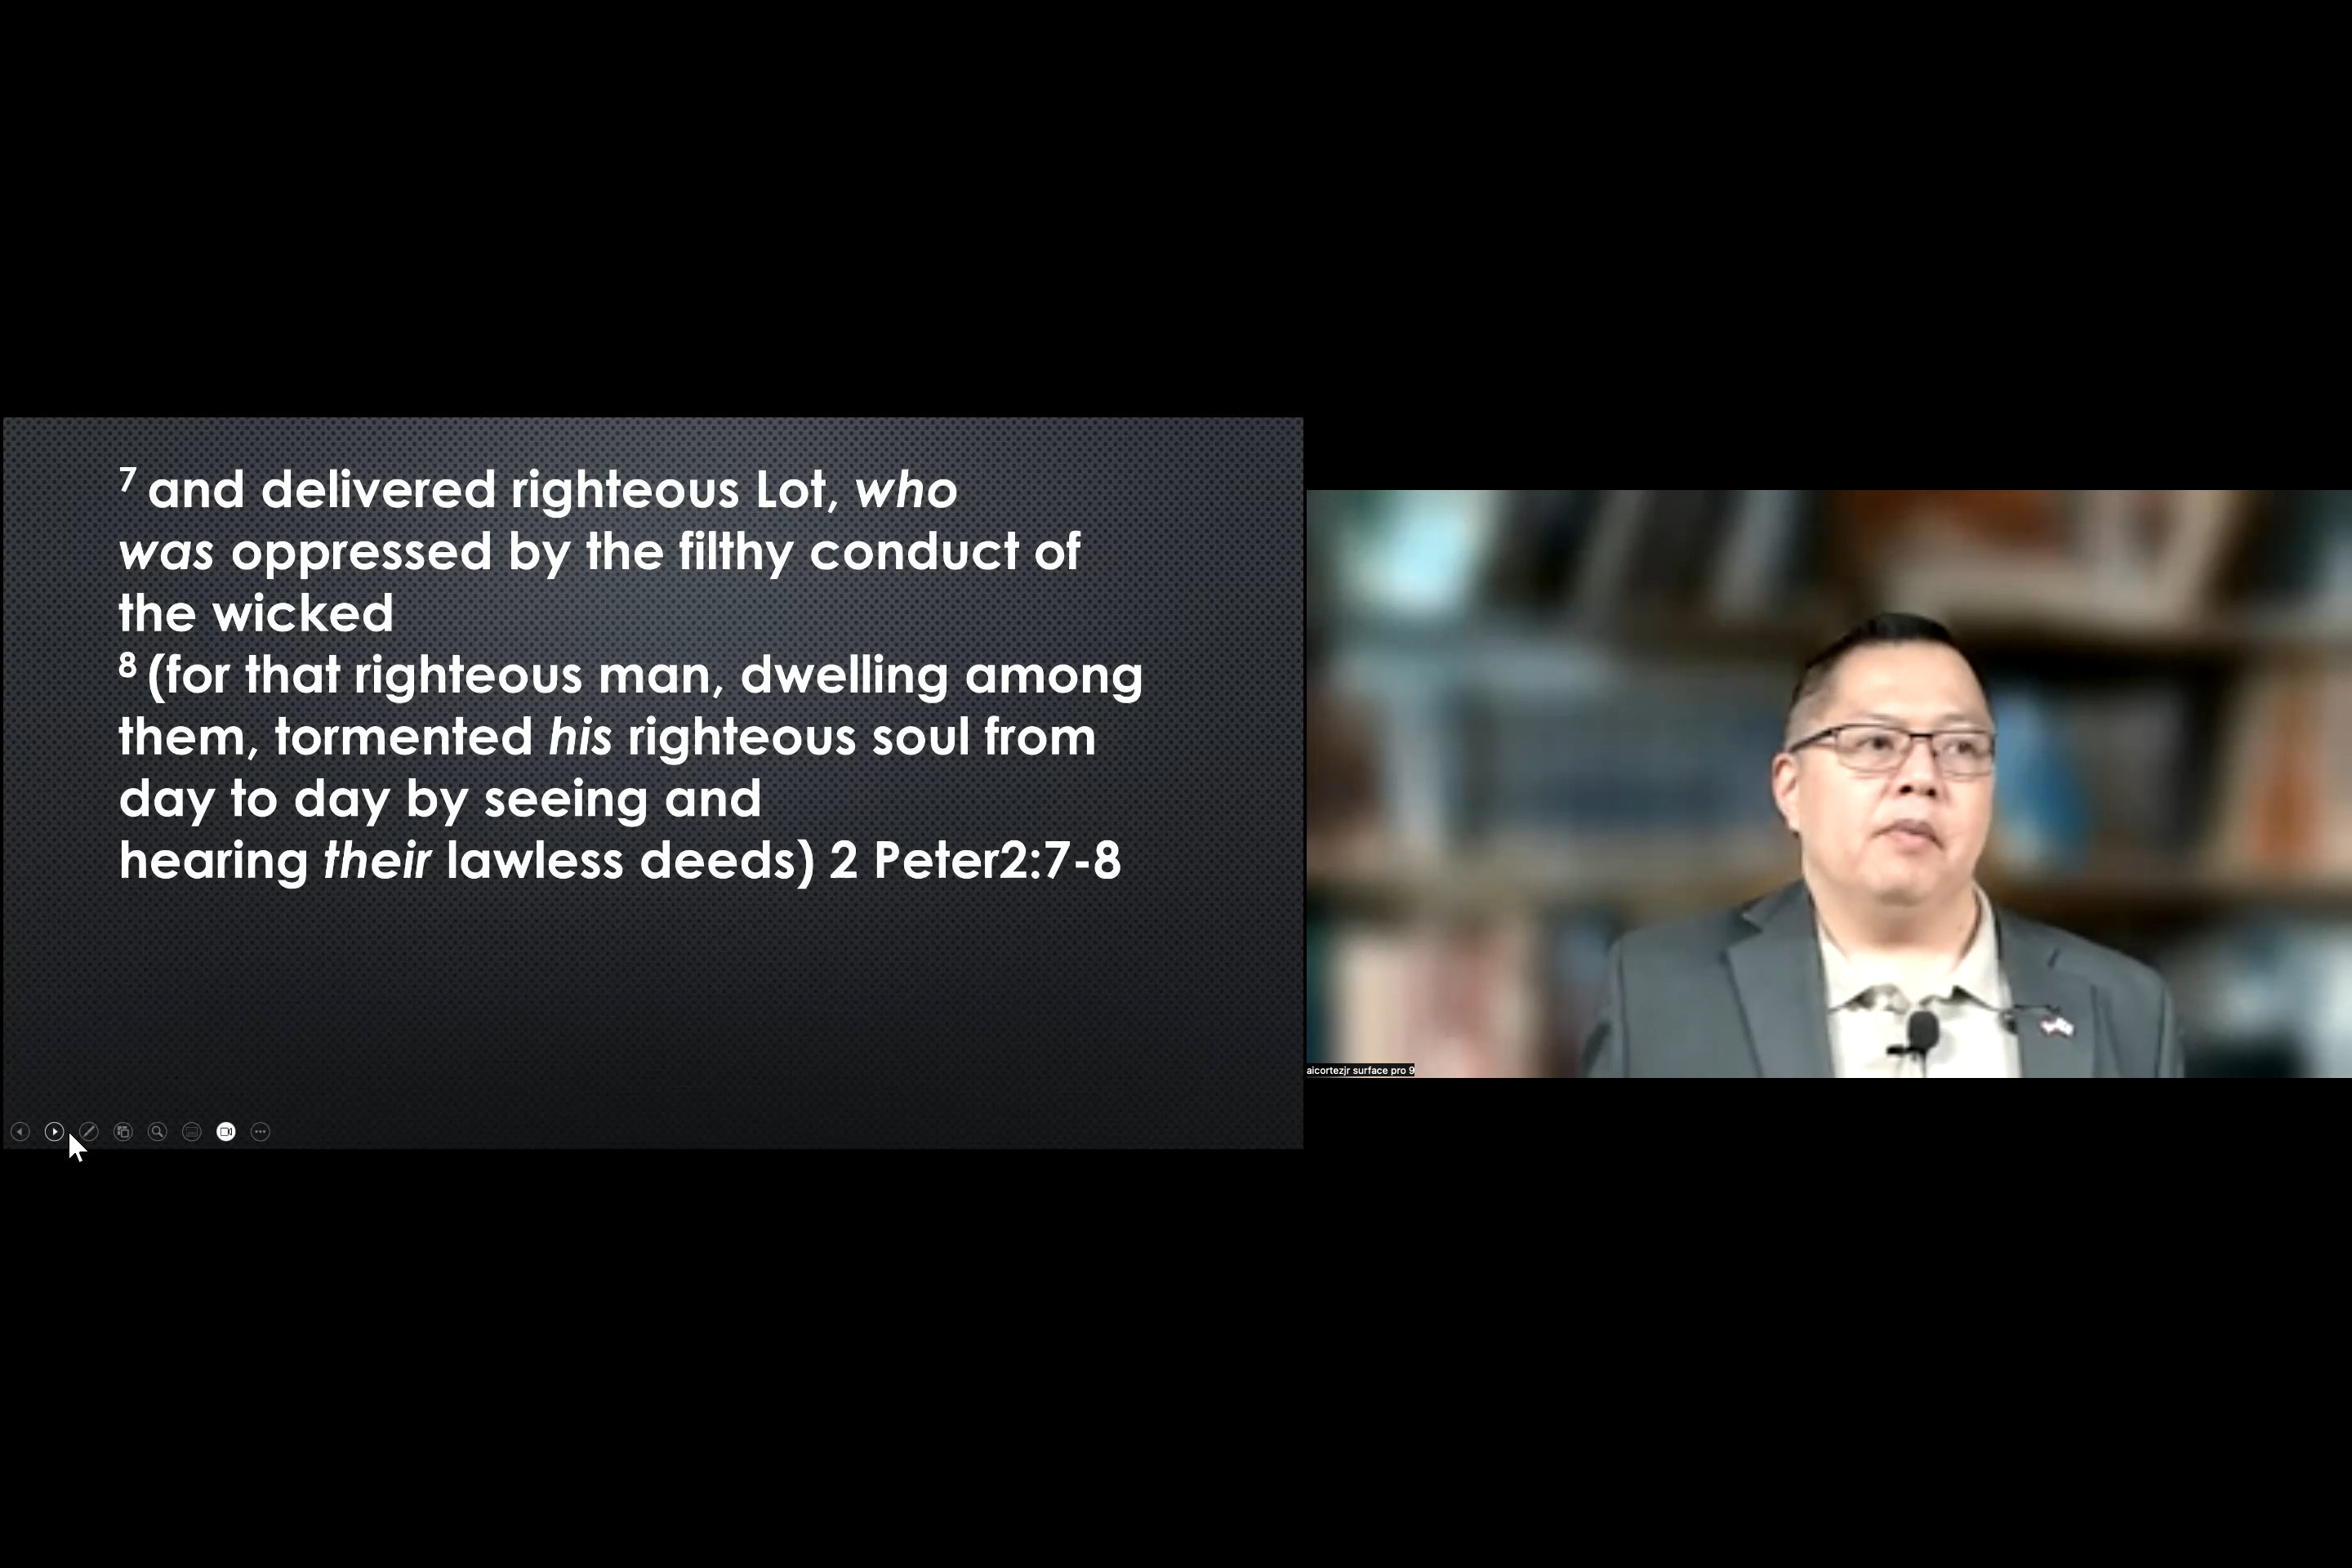 7 and delivered righteous Lot, who
was oppressed by the filthy conduct of
the wicked
8 (for that righteous man, dwelling among
them, tormented his righteous soul from
day to day by seeing and
hearing their lawless deeds) 2 Peter2:7-8
aicortezjr surface pro 9